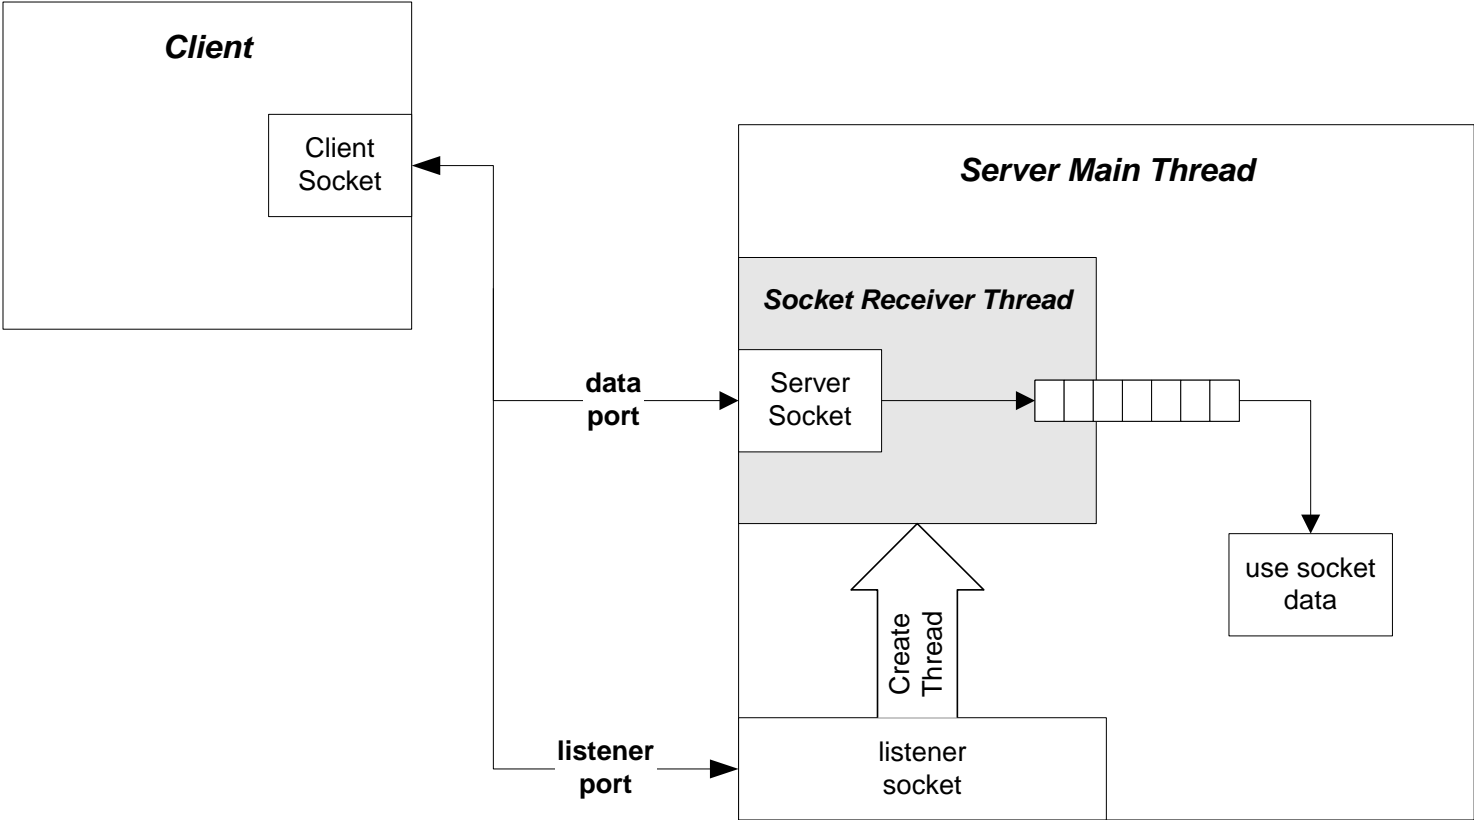 Client
Client
Socket
Server Main Thread
Socket Receiver Thread
data
port
Server
Socket
use socket
data
Create
Thread
listener
port
listener
socket